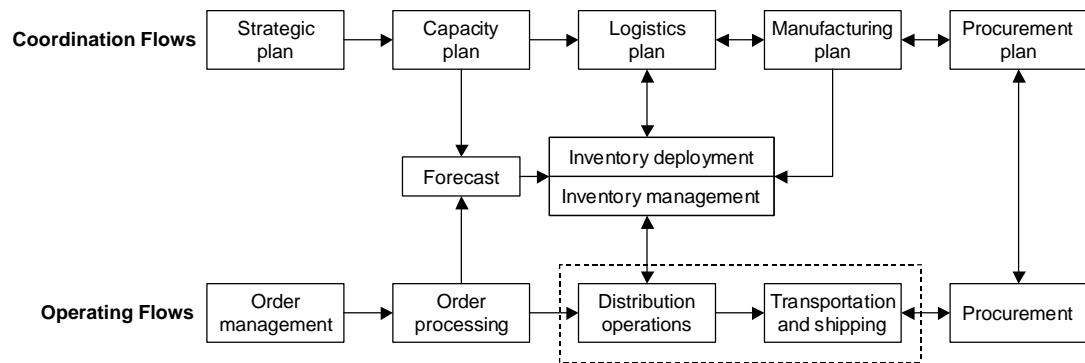 Coordination Flows
Strategic
plan
Capacity
plan
Logistics
plan
Manufacturing
plan
Procurement
plan
Forecast
Inventory deployment
Inventory management
Operating Flows
Order
management
Order
processing
Distribution
operations
Transportation
and shipping
Procurement